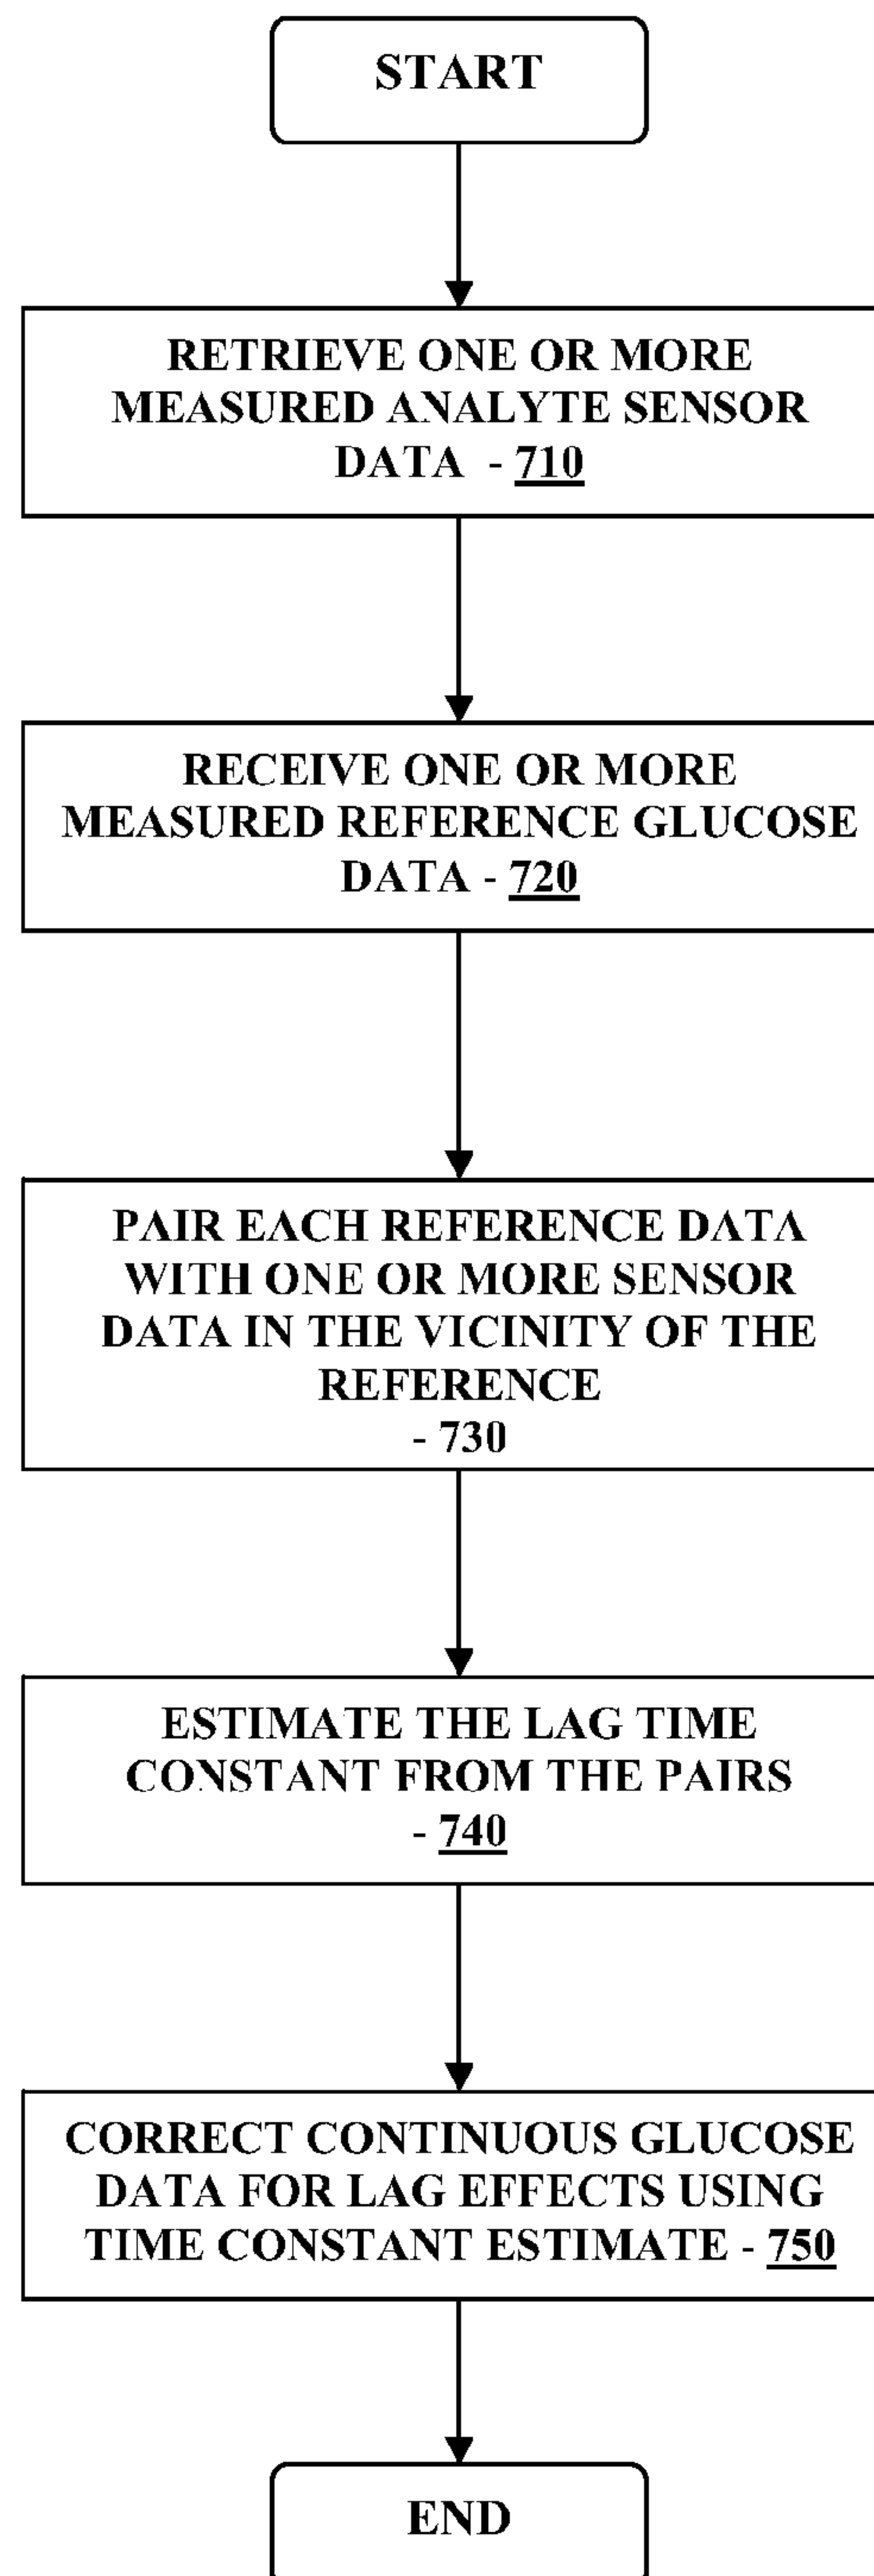 START
RETRIEVE ONE OR MORE
MEASURED ANALYTE SENSOR
DATA - 710
RECEIVE ONE OR MORE
MEASURED REFERENCE GLUCOSE
DATA - 720
PAIR EACH REFERENCE DATA
WITH ONE OR MORE SENSOR
DATA IN THE VICINITY OF THE
REFERENCE
- 730
ESTIMATE THE LAG TIME
CONSTANT FROM THE PAIRS
- 740
CORRECT CONTINUOUS GLUCOSE
DATA FOR LAG EFFECTS USING
TIME CONSTANT ESTIMATE - 750
END